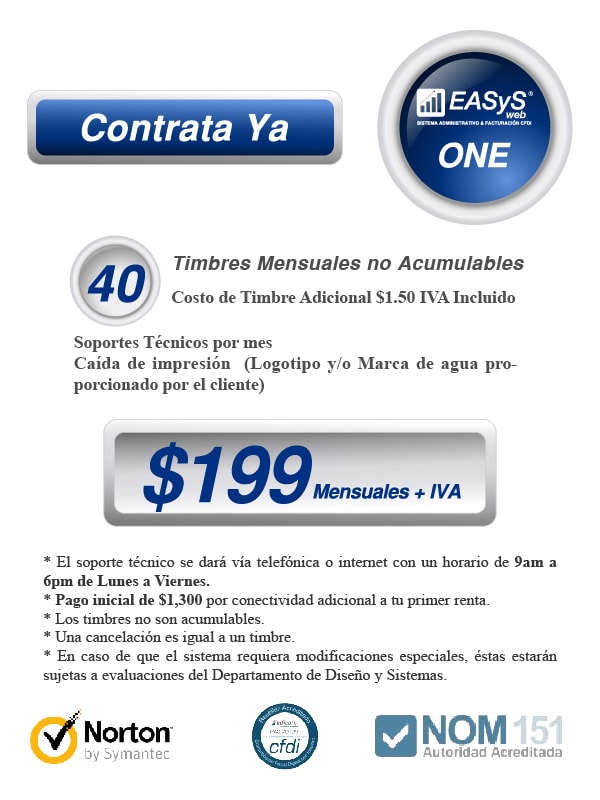 Contrata Ya
EASyS®
web
SISTEMA ADMINISTRATIVO & FACTURACIÓN CFDI
ONE
40
Timbres Mensuales no Acumulables
Costo de Timbre Adicional $1.50 IVA Incluido
Soportes Técnicos por mes
Caída de impresión (Logotipo y/o Marca de agua pro-
porcionado por el cliente)
$199 Mensuales + IVA
* El soporte técnico se dará vía telefónica o internet con un horario de 9am a
6pm de Lunes a Viernes.
* Pago inicial de $1,300 por conectividad adicional a tu primer renta.
* Los timbres no son acumulables.
* Una cancelación es igual a un timbre.
* En caso de que el sistema requiera modificaciones especiales, éstas estarán
sujetas a evaluaciones del Departamento de Diseño y Sistemas.
Norton™
by Symantec
cfdi
NOM 151
Autoridad Acreditada